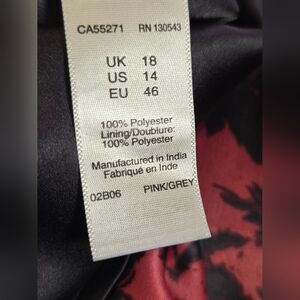 CA55271 RN 130543
UK 18
US 14
EU 46
100% Polyester
Lining/Doublure:
100% Polyester
Manufactured in India
Fabriqué en Inde
02B06 PINK/GREY